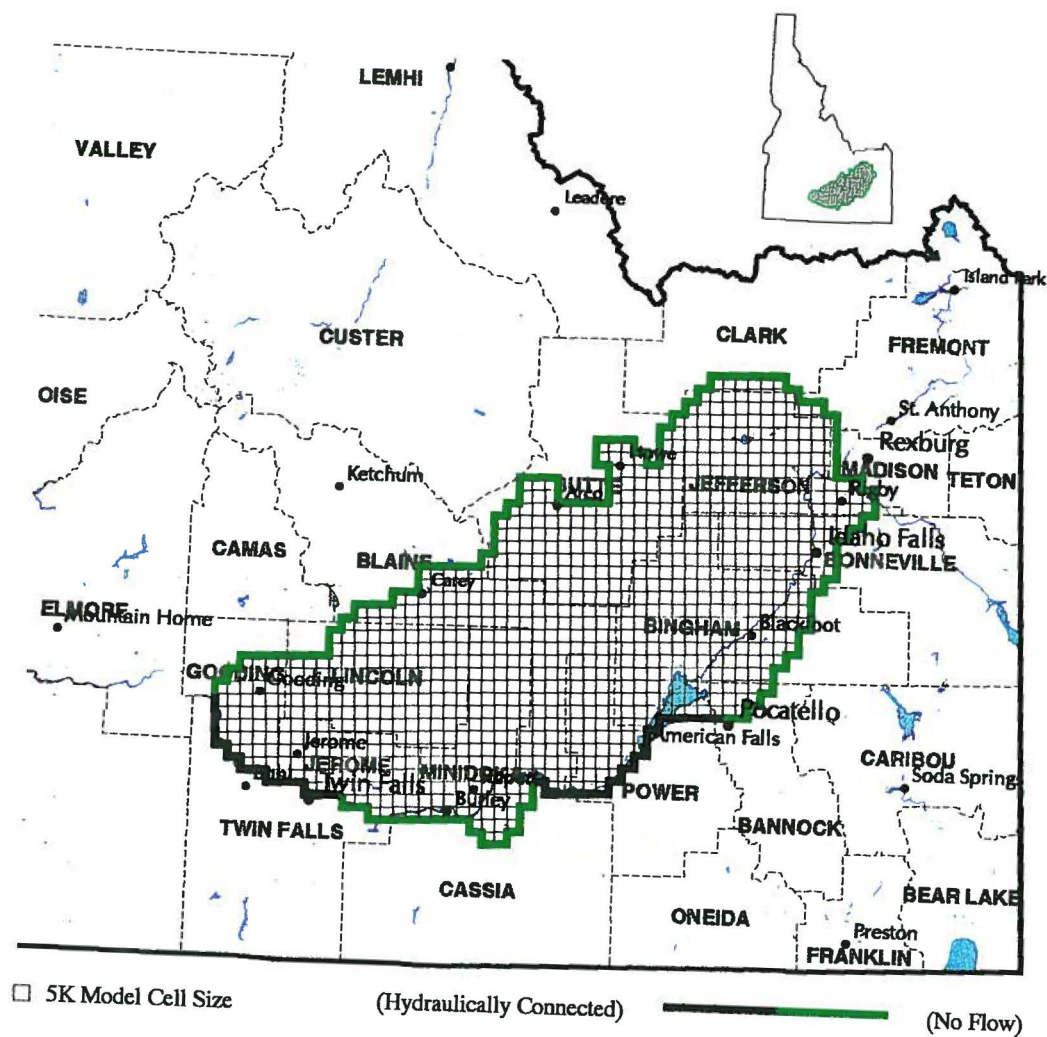 LEMHI
VALLEY
Leadore
Island Park
CLARK
CUSTER
FREMONT
OISE
St. Anthony
Rexburg
Howe
MADISON
TETON
Ketchum
JEFFERSON
BUTTE
Rigby
Arco
Idaho Falls
CAMAS
BLAINE
BONNEVILLE
Carey
ELMORE
Mountain Home
BINGHAM
Blackfoot
GOODING
LINCOLN
Gooding
Pocatello
American Falls
Jerome
JEROME
CARIBOU
MINIDOKA
Soda Spring
Buhl
Twin Falls
POWER
Burley
TWIN FALLS
BANNOCK
CASSIA
BEAR LAKE
ONEIDA
Preston
FRANKLIN
5K Model Cell Size
(Hydraulically Connected)
(No Flow)